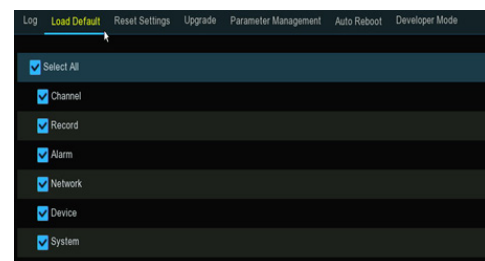 Log Load Default Reset Settings Upgrade Parameter Management Auto Reboot Developer Mode
Select All
Channel
Record
Alarm
Network
Device
System